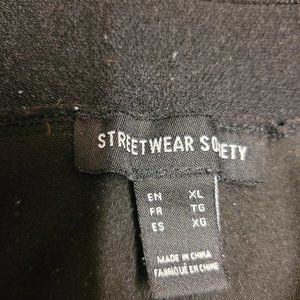 STREETWEAR SOCIETY
EN XL
FR TG
ES XG
MADE IN CHINA
FABRIQUÉ EN CHINE